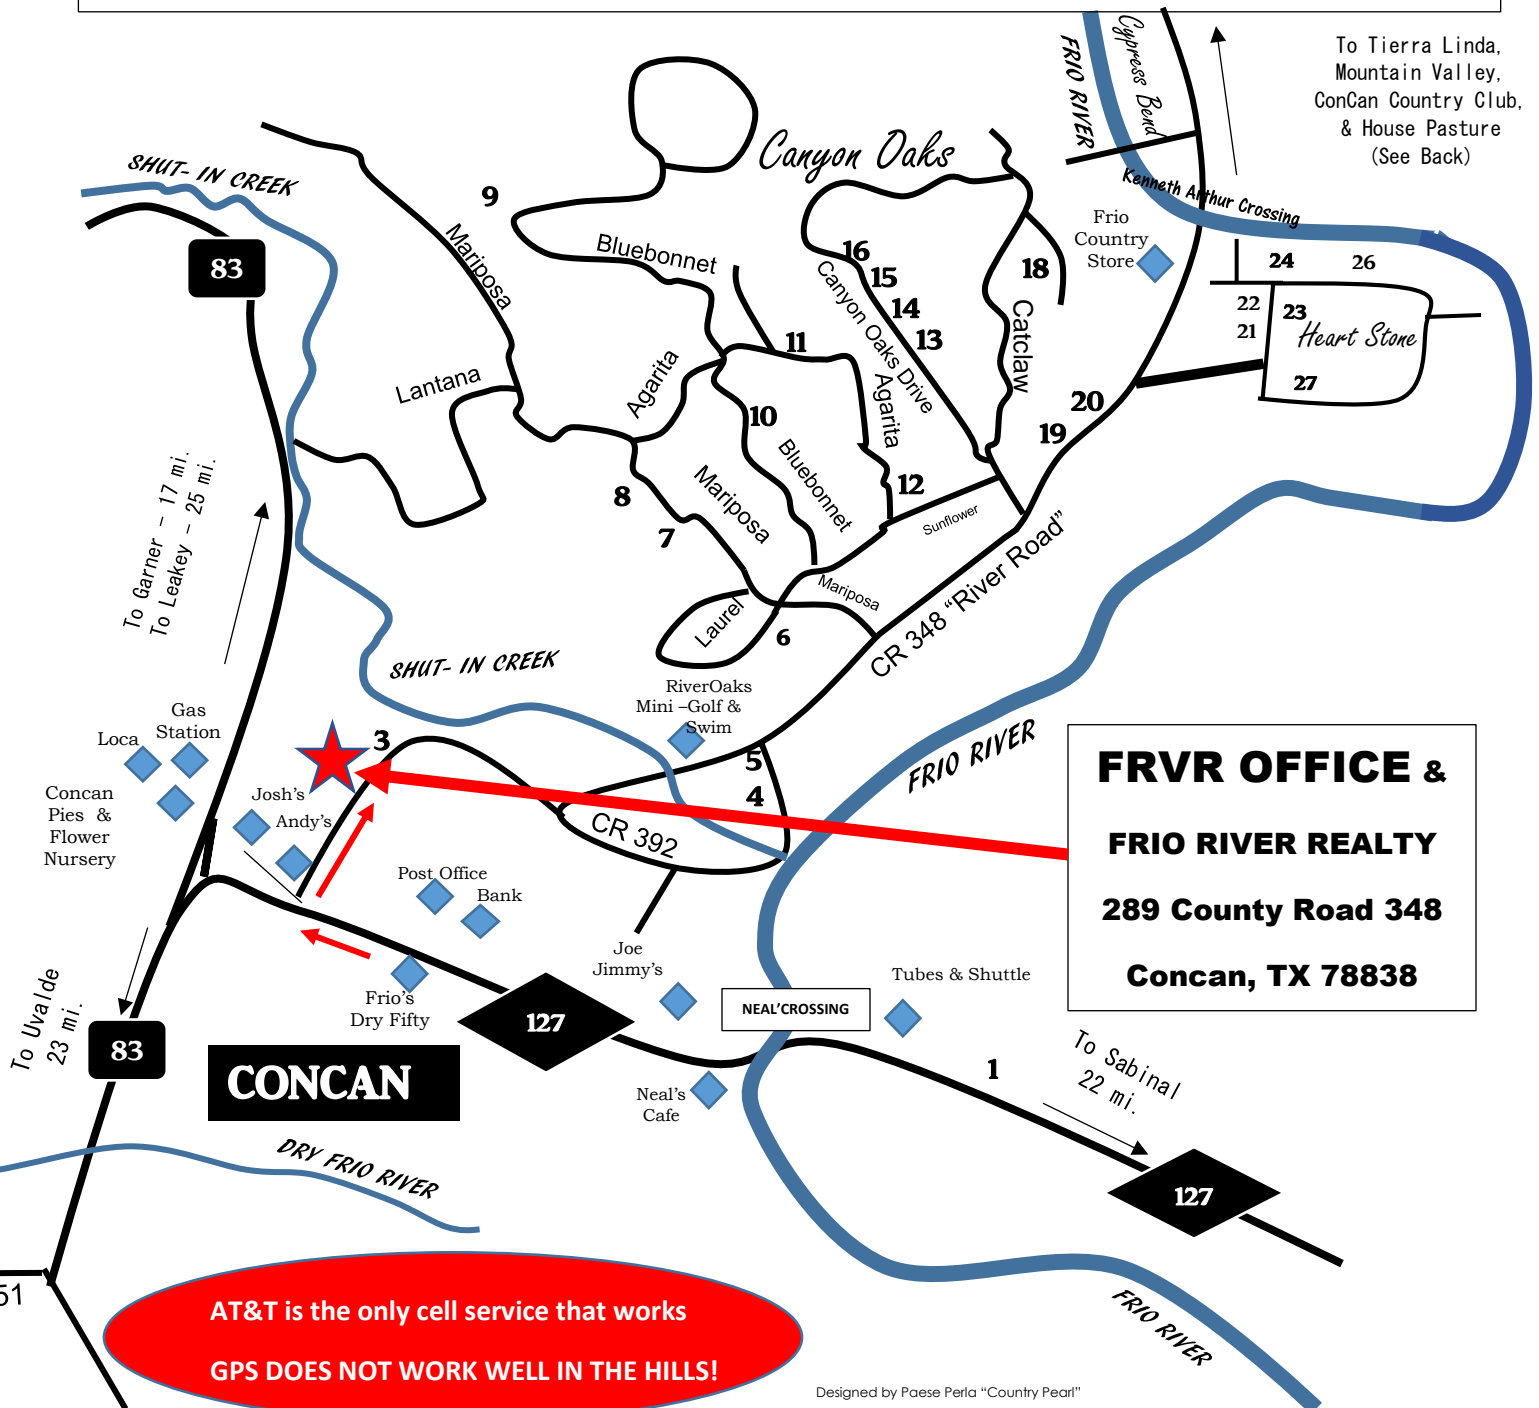 To Tierra Linda,
Mountain Valley,
ConCan Country Club,
& House Pasture
(See Back)
Cypress Bend
FRIO RIVER
Kenneth Arthur Crossing
Canyon Oaks
SHUT- IN CREEK
83
9
Mariposa
Bluebonnet
16
15
14
13
Canyon Oaks Drive
18
Catclaw
Frio
Country
Store
24
26
22
21
23
Heart Stone
27
Lantana
Agarita
11
10
Bluebonnet
Agarita
12
20
19
8
7
Mariposa
Sunflower
Mariposa
Laurel
6
CR 348 “River Road”
To Garner - 17 mi.
To Leakey - 25 mi.
SHUT- IN CREEK
RiverOaks
Mini –Golf &
Swim
Gas
Station
Loca
3
5
4
Concan
Pies &
Flower
Nursery
Josh’s
Andy’s
CR 392
FRIO RIVER
FRVR OFFICE &
FRIO RIVER REALTY
289 County Road 348
Concan, TX 78838
Post Office
Bank
Joe
Jimmy’s
Tubes & Shuttle
NEAL’CROSSING
Frio’s
Dry Fifty
127
To Uvalde
23 mi.
83
CONCAN
Neal’s
Cafe
1
To Sabinal
22 mi.
127
DRY FRIO RIVER
51
FRIO RIVER
AT&T is the only cell service that works
GPS DOES NOT WORK WELL IN THE HILLS!
Designed by Paese Perla “Country Pearl”